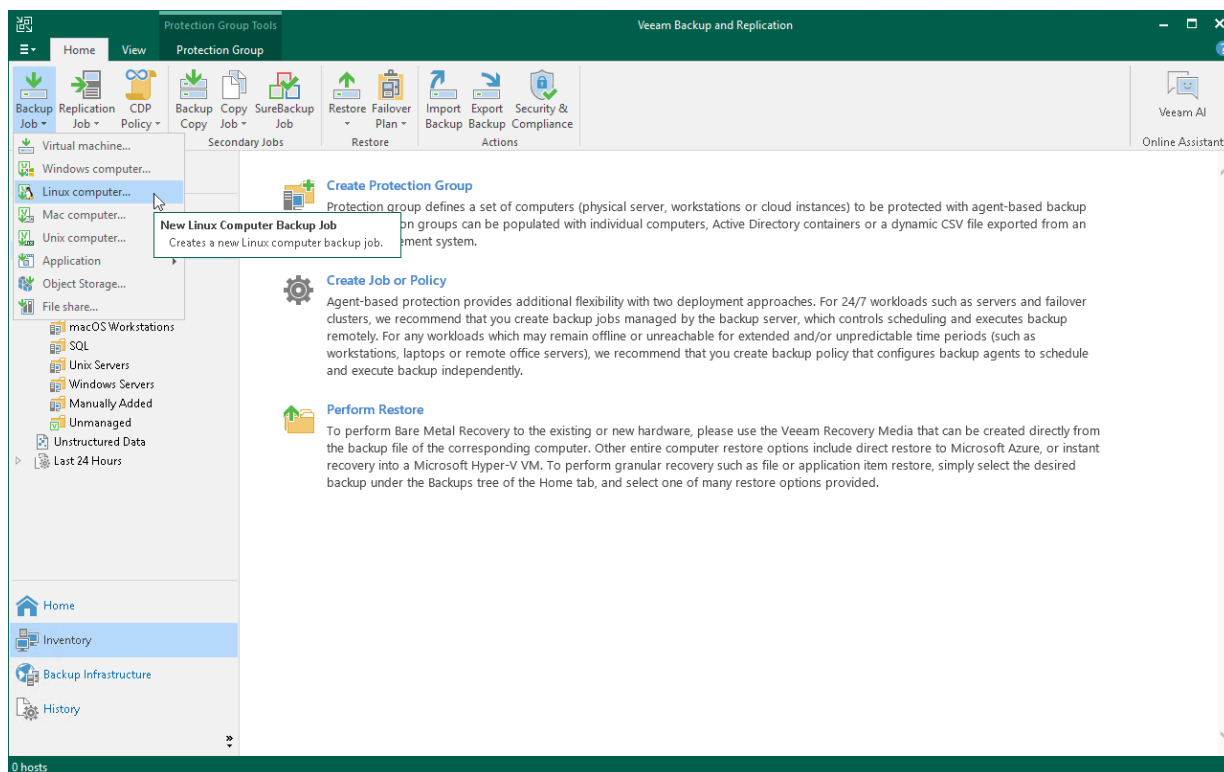 Protection Group Tools
Veeam Backup and Replication
Home
View
Protection Group
Backup Job
Replication Job
CDP Policy
Backup Copy
Copy Job
SureBackup Job
Restore
Failover Plan
Import Backup
Export Backup
Security & Compliance
Veeam AI
Secondary Jobs
Restore
Actions
Online Assistant
Virtual machine...
Windows computer...
Linux computer...
Mac computer...
Unix computer...
Application
Object Storage...
File share...
New Linux Computer Backup Job
Creates a new Linux computer backup job.
macOS Workstations
SQL
Unix Servers
Windows Servers
Manually Added
Unmanaged
Unstructured Data
Last 24 Hours
Create Protection Group
Protection group defines a set of computers (physical server, workstations or cloud instances) to be protected with agent-based backup
on groups can be populated with individual computers, Active Directory containers or a dynamic CSV file exported from an
ement system.
Create Job or Policy
Agent-based protection provides additional flexibility with two deployment approaches. For 24/7 workloads such as servers and failover
clusters, we recommend that you create backup jobs managed by the backup server, which controls scheduling and executes backup
remotely. For any workloads which may remain offline or unreachable for extended and/or unpredictable time periods (such as
workstations, laptops or remote office servers), we recommend that you create backup policy that configures backup agents to schedule
and execute backup independently.
Perform Restore
To perform Bare Metal Recovery to the existing or new hardware, please use the Veeam Recovery Media that can be created directly from
the backup file of the corresponding computer. Other entire computer restore options include direct restore to Microsoft Azure, or instant
recovery into a Microsoft Hyper-V VM. To perform granular recovery such as file or application item restore, simply select the desired
backup under the Backups tree of the Home tab, and select one of many restore options provided.
Home
Inventory
Backup Infrastructure
History
0 hosts